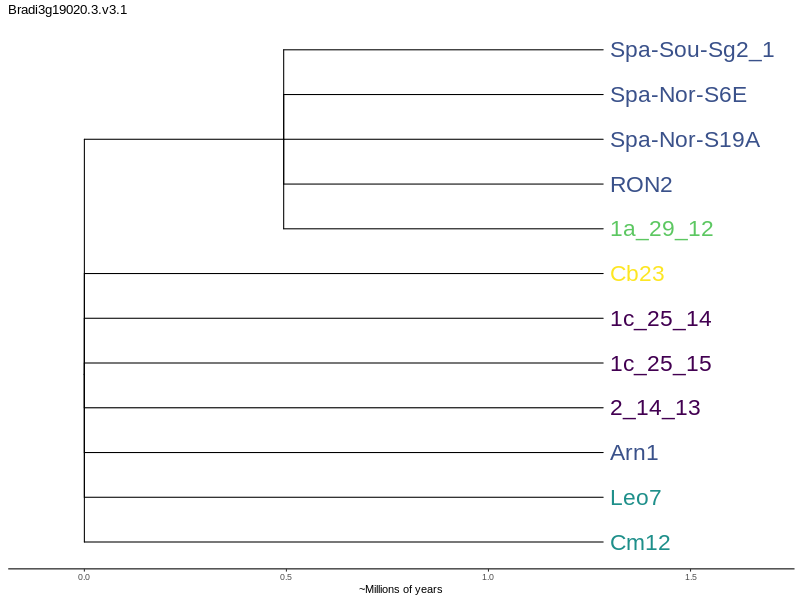 Bradi3g19020.3.v3.1
Spa-Sou-Sg2_1
Spa-Nor-S6E
Spa-Nor-S19A
RON2
1a_29_12
Cb23
1c_25_14
1c_25_15
2_14_13
Arn1
Leo7
Cm12
0.0 0.5 1.0 1.5
~Millions of years